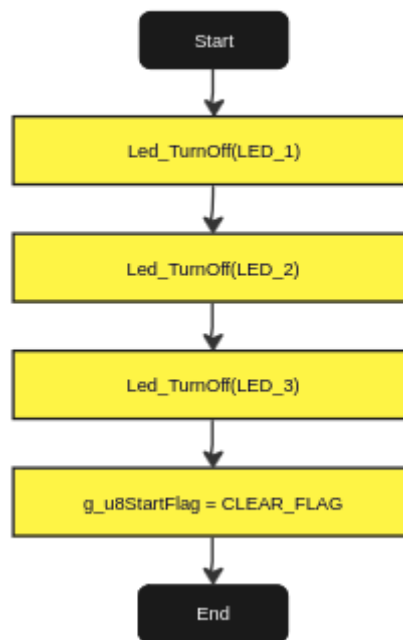 Start
Led_TurnOff(LED_1)
Led_TurnOff(LED_2)
Led_TurnOff(LED_3)
g_u8StartFlag = CLEAR_FLAG
End